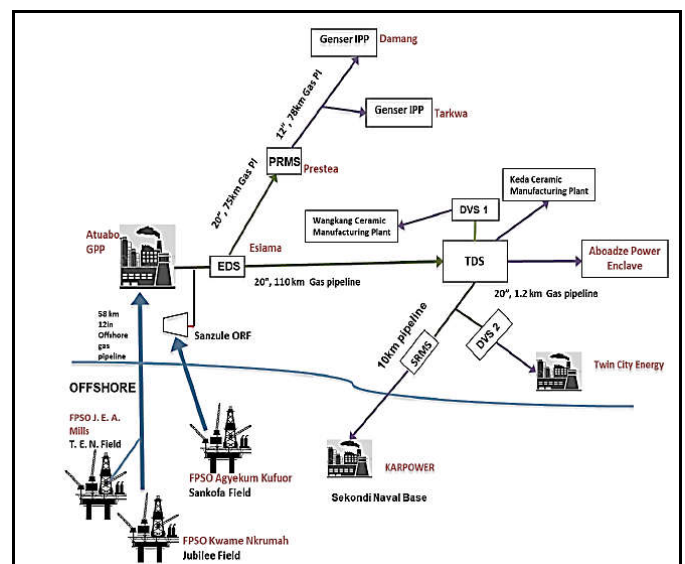 Genser IPP
Damang
12", 78km Gas Pl
Genser IPP
Tarkwa
PRMS
Prestea
20", 75km Gas Pl
Keda Ceramic
Manufacturing Plant
DVS 1
Wangkang Ceramic
Manufacturing Plant
Atuabo
GPP
Eslama
EDS
TDS
Aboadze Power
Enclave
20", 110 km Gas pipeline
20", 1.2 km Gas pipeline
58 km
12in
Offshore
gas
pipeline
Sanzule ORF
10km pipeline
SRMS
DVS 2
Twin City Energy
OFFSHORE
FPSO J. E. A.
Mills
T. E. N. Field
FPSO Agyekum Kufuor
Sankofa Field
KARPOWER
Sekondi Naval Base
FPSO Kwame Nkrumah
Jubilee Field